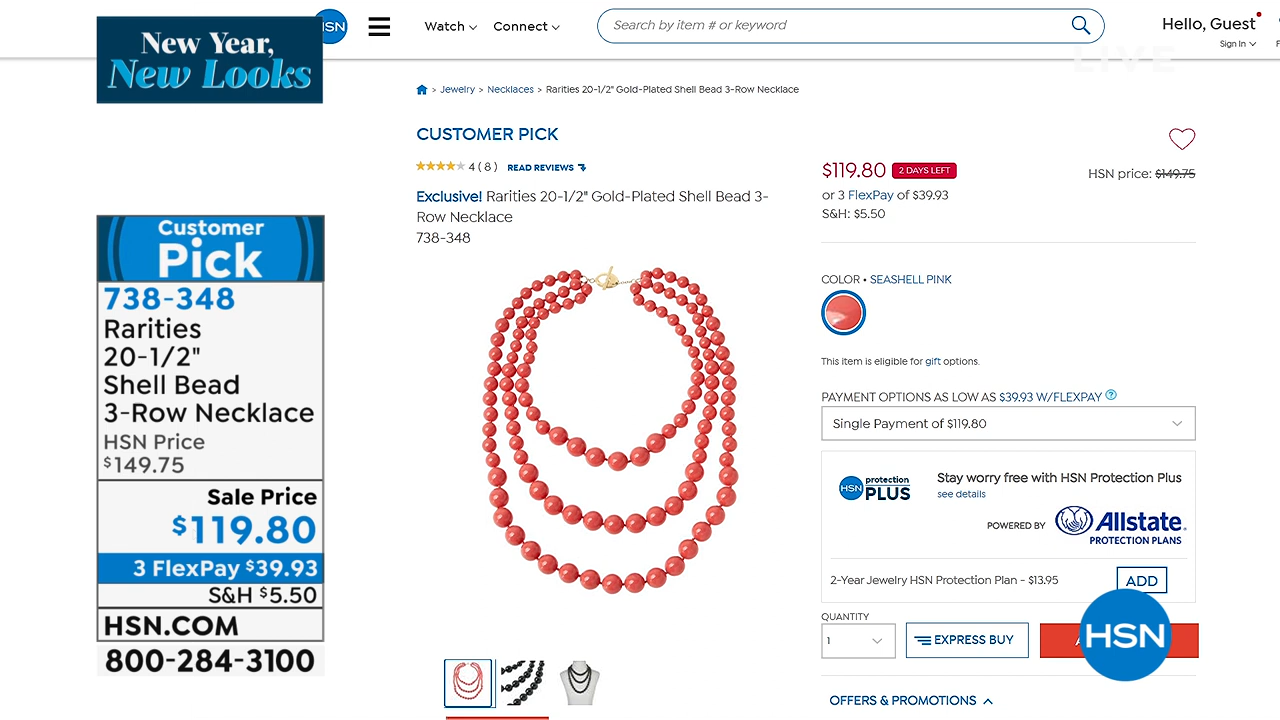 New Year,
New Looks
HSN
Watch
Connect
Search by item # or keyword
Hello, Guest
Sign In
LIVE
Jewelry > Necklaces > Rarities 20-1/2" Gold-Plated Shell Bead 3-Row Necklace
CUSTOMER PICK
4 ( 8 ) READ REVIEWS
Exclusive! Rarities 20-1/2" Gold-Plated Shell Bead 3-
Row Necklace
738-348
$119.80 2 DAYS LEFT
HSN price: $149.75
or 3 FlexPay of $39.93
S&H: $5.50
COLOR • SEASHELL PINK
This item is eligible for gift options.
PAYMENT OPTIONS AS LOW AS $39.93 W/FLEXPAY ?
Single Payment of $119.80
HSN protection PLUS
Stay worry free with HSN Protection Plus
see details
POWERED BY Allstate.
PROTECTION PLANS
2-Year Jewelry HSN Protection Plan - $13.95
ADD
QUANTITY
1
EXPRESS BUY
HSN
OFFERS & PROMOTIONS
Customer
Pick
738-348
Rarities
20-1/2"
Shell Bead
3-Row Necklace
HSN Price
$149.75
Sale Price
$119.80
3 FlexPay $39.93
S&H $5.50
HSN.COM
800-284-3100